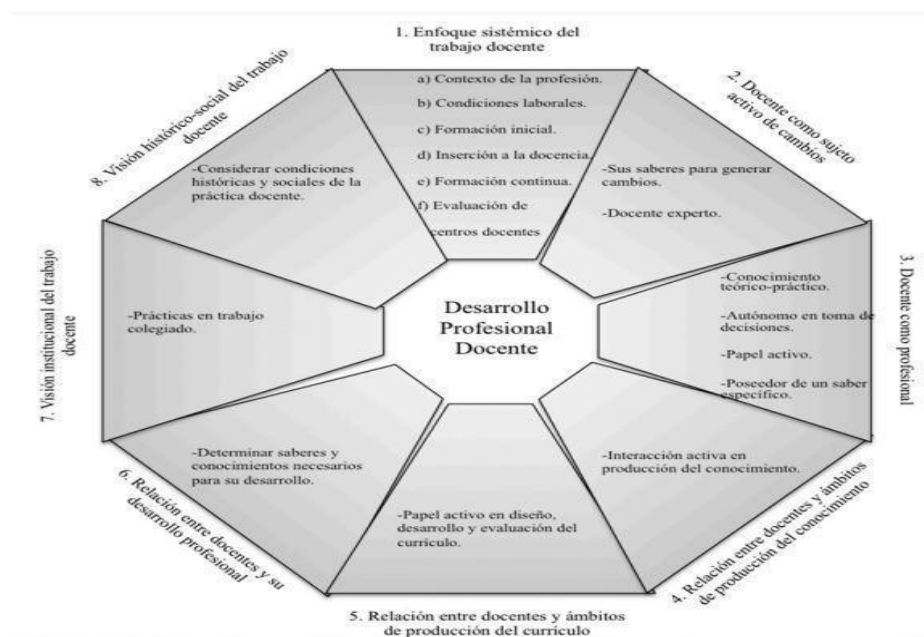 1. Enfoque sistémico del
trabajo docente
a) Contexto de la profesión.
b) Condiciones laborales.
c) Formación inicial.
d) Inserción a la docencia.
e) Formación continua.
f) Evaluación de
centros docentes
2. Docente como sujeto
activo de cambios
-Sus saberes para generar
cambios.
-Docente experto.
3. Docente como profesional
-Conocimiento
teórico-práctico.
-Autónomo en toma de
decisiones.
-Papel activo.
-Poseedor de un saber
específico.
4. Relación entre docentes y ámbitos
de producción del conocimiento
-Interacción activa en
producción del conocimiento.
5. Relación entre docentes y ámbitos
de producción del currículo
-Papel activo en diseño,
desarrollo y evaluación del
currículo.
6. Relación entre docentes y su
desarrollo profesional
-Determinar saberes y
conocimientos necesarios
para su desarrollo.
7. Visión institucional del trabajo
docente
-Prácticas en trabajo
colegiado.
8. Visión histórico-social del trabajo
docente
-Considerar condiciones
históricas y sociales de la
práctica docente.
Desarrollo
Profesional
Docente